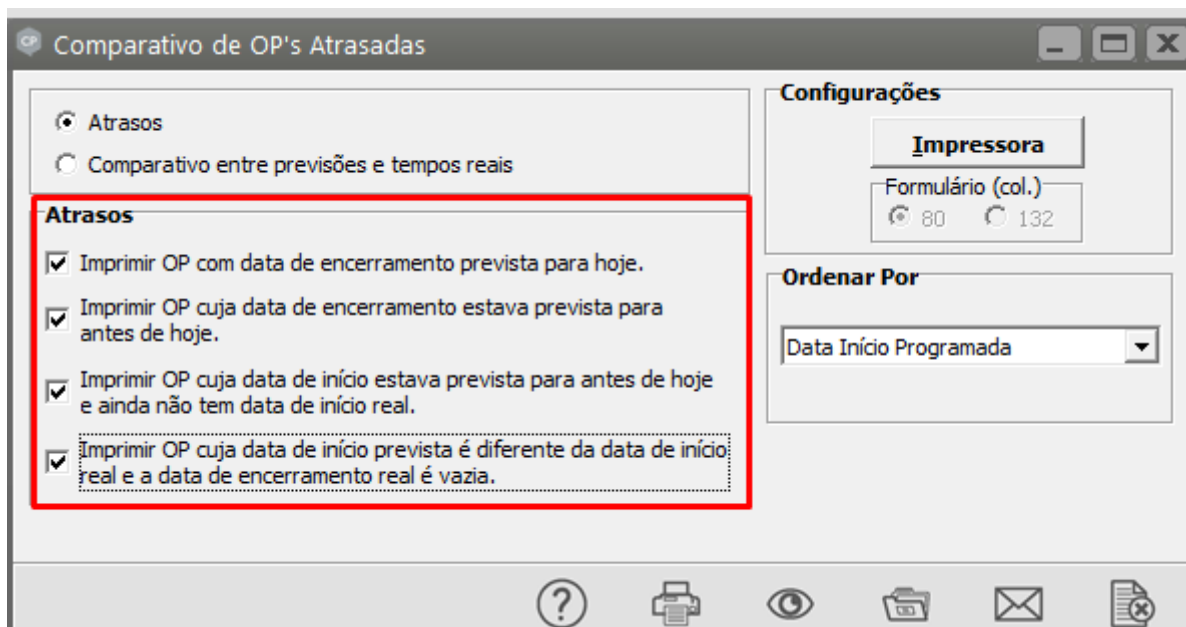 CP Comparativo de OP's Atrasadas
Atrasos
Comparativo entre previsões e tempos reais
Atrasos
Imprimir OP com data de encerramento prevista para hoje.
Imprimir OP cuja data de encerramento estava prevista para
antes de hoje.
Imprimir OP cuja data de início estava prevista para antes de hoje
e ainda não tem data de início real.
Imprimir OP cuja data de início prevista é diferente da data de início
real e a data de encerramento real é vazia.
Configurações
Impressora
Formulário (col.)
80 132
Ordenar Por
Data Início Programada
?